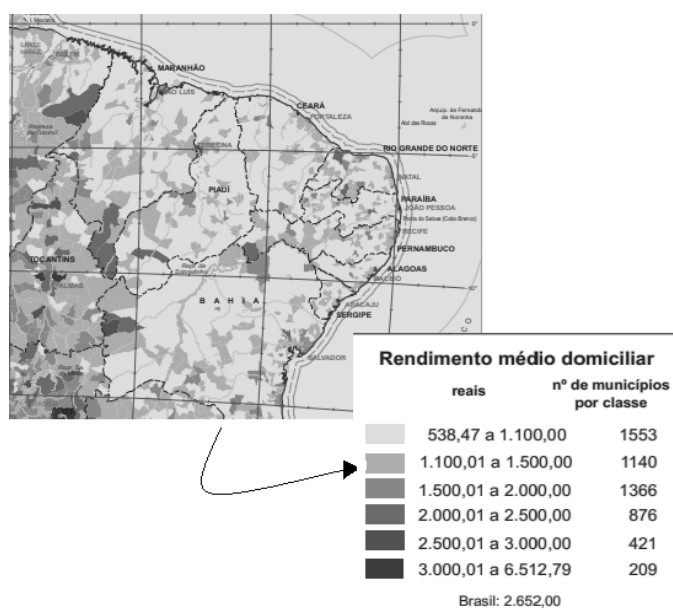 0°
MARANHÃO
SÃO LUÍS
CEARÁ
FORTALEZA
Arquip. de Fernando
de Noronha
Atol das Rocas
RIO GRANDE DO NORTE
-5°
TERESINA
NATAL
PIAUÍ
PARAÍBA
JOÃO PESSOA
Ponta do Seixas (Cabo Branco)
RECIFE
PERNAMBUCO
TOCANTINS
ALAGOAS
MACEIÓ
PALMAS
-10°
BAHIA
ARACAJU
SERGIPE
SALVADOR
Rendimento médio domiciliar
reais
nº de municípios
por classe
538,47 a 1.100,00 1553
1.100,01 a 1.500,00 1140
1.500,01 a 2.000,00 1366
2.000,01 a 2.500,00 876
2.500,01 a 3.000,00 421
3.000,01 a 6.512,79 209
Brasil: 2.652,00